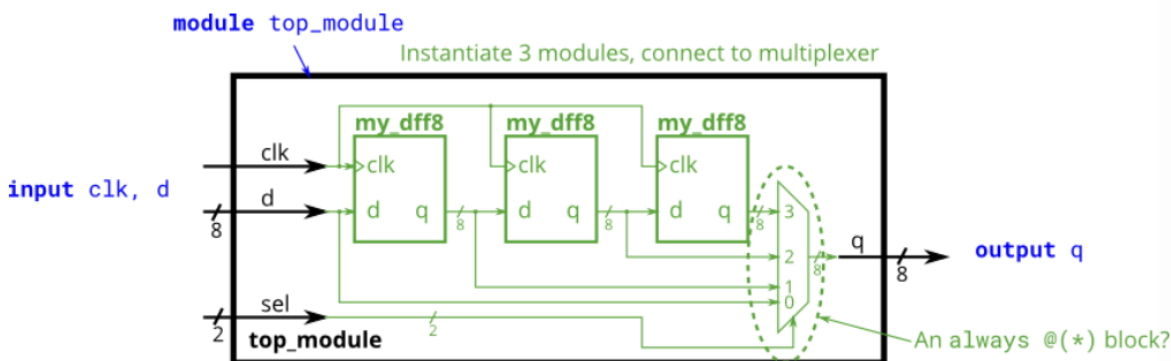 module top_module
Instantiate 3 modules, connect to multiplexer
my_dff8 my_dff8 my_dff8
clk clk clk clk
input clk, d
d d q d q d q 3
8 8 8 8
q output q
2
8 8
1
0
sel
2 2
top_module
An always @(*) block?